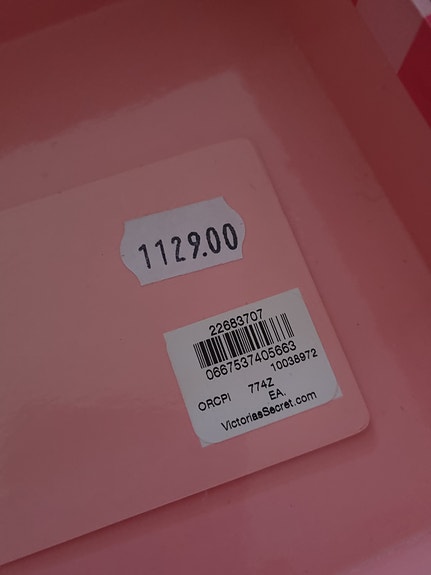 1129.00
22683707
0667537405663
10038972
ORCPI 774Z
EA.
VictoriasSecret.com